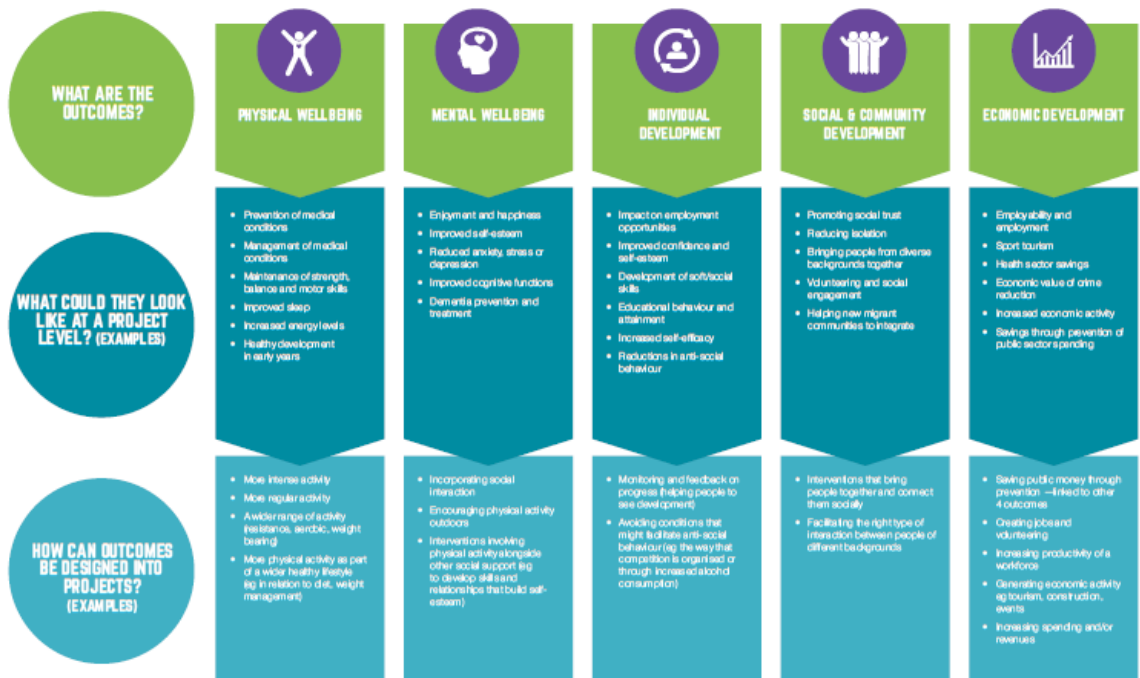 WHAT ARE THE
OUTCOMES?
PHYSICAL WELLBEING
MENTAL WELLBEING
INDIVIDUAL
DEVELOPMENT
SOCIAL & COMMUNITY
DEVELOPMENT
ECONOMIC DEVELOPMENT
WHAT COULD THEY LOOK
LIKE AT A PROJECT
LEVEL? (EXAMPLES)
• Prevention of medical
conditions
• Management of medical
conditions
• Maintenance of strength,
balance and motor skills
• Improved sleep
• Increased energy levels
• Healthy development
in early years
• Enjoyment and happiness
• Improved self-esteem
• Reduced anxiety, stress or
depression
• Improved cognitive functions
• Dementia prevention and
treatment
• Impact on employment
opportunities
• Improved confidence and
self-esteem
• Development of soft/social
skills
• Educational behaviour and
attainment
• Increased self-efficacy
• Reductions in anti-social
behaviour
• Promoting social trust
• Reducing isolation
• Bringing people from diverse
backgrounds together
• Volunteering and social
engagement
• Helping new migrant
communities to integrate
• Employability and
employment
• Sport tourism
• Health sector savings
• Economic value of crime
reduction
• Increased economic activity
• Savings through prevention of
public sector spending
HOW CAN OUTCOMES
BE DESIGNED INTO
PROJECTS?
(EXAMPLES)
• More intense activity
• More regular activity
• A wider range of activity
(resistance, aerobic, weight
bearing)
• More physical activity as part
of a wider healthy lifestyle
(eg in relation to diet, weight
management)
• Incorporating social
interaction
• Encouraging physical activity
outdoors
• Interventions involving
physical activity alongside
other social support (eg
to develop skills and
relationships that build self-
esteem)
• Monitoring and feedback on
progress (helping people to
see development)
• Avoiding conditions that
might facilitate anti-social
behaviour (eg the way that
competition is organised or
through increased alcohol
consumption)
• Interventions that bring
people together and connect
them socially
• Facilitating the right type of
interaction between people of
different backgrounds
• Saving public money through
prevention – linked to other
4 outcomes
• Creating jobs and
volunteering
• Increasing productivity of a
workforce
• Generating economic activity
eg tourism, construction,
events
• Increasing spending and/or
revenues